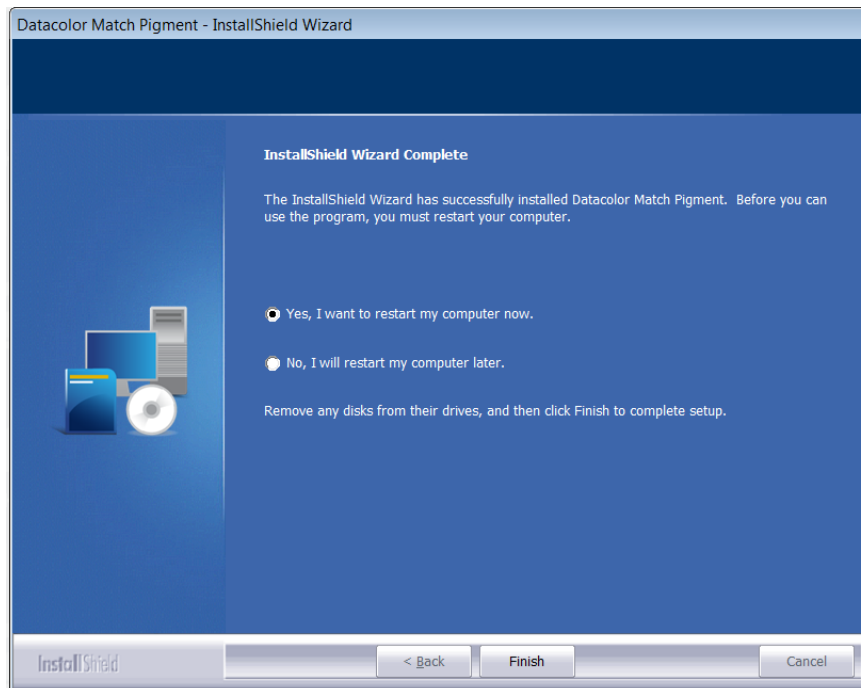 Datacolor Match Pigment - InstallShield Wizard
InstallShield Wizard Complete
The InstallShield Wizard has successfully installed Datacolor Match Pigment. Before you can
use the program, you must restart your computer.
Yes, I want to restart my computer now.
No, I will restart my computer later.
Remove any disks from their drives, and then click Finish to complete setup.
InstallShield
< Back
Finish
Cancel